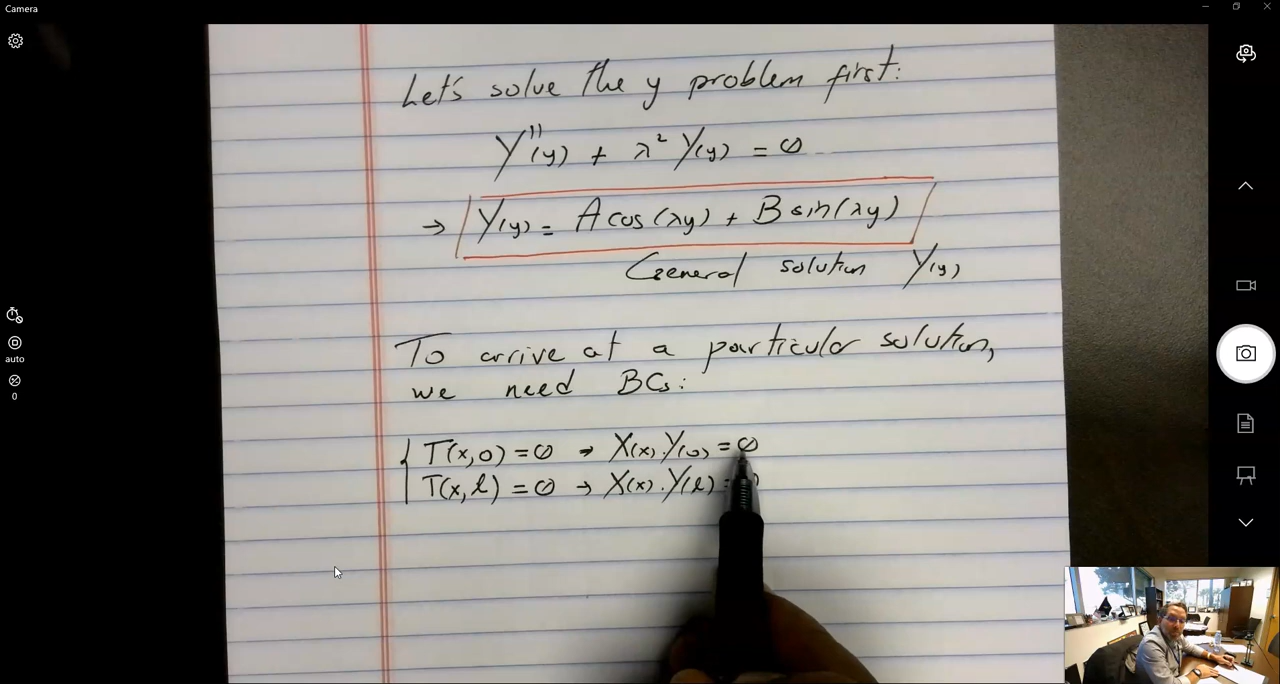 Camera
Let's solve the y problem first:
Y''(y) + λ² Y(y) = 0
→ Y(y) = A cos(λy) + B sin(λy)
General solution Y(y)
To arrive at a particular solution,
we need BCs:
T(x,0) = 0 → X(x).Y(0) = 0
T(x,l) = 0 → X(x).Y(l) = 0
auto
0